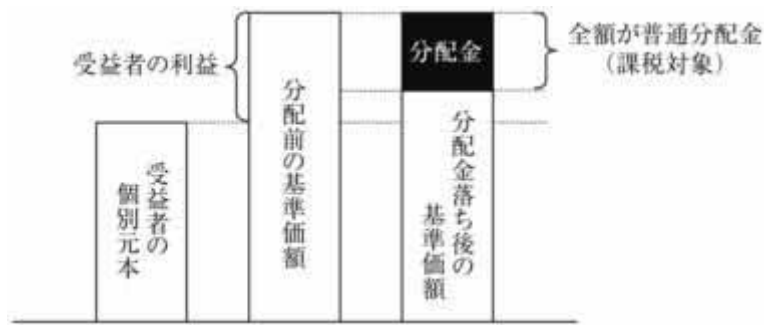 受益者の利益
受益者の
個別元本
分配前の基準価額
分配金
分配金落ち後の
基準価額
全額が普通分配金
（課税対象）